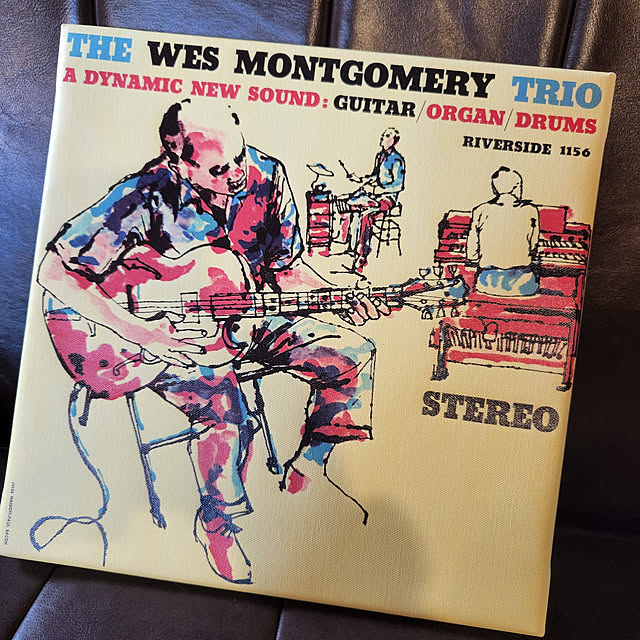 THE WES MONTGOMERY TRIO
A DYNAMIC NEW SOUND: GUITAR/ORGAN/DRUMS
RIVERSIDE 1156
STEREO